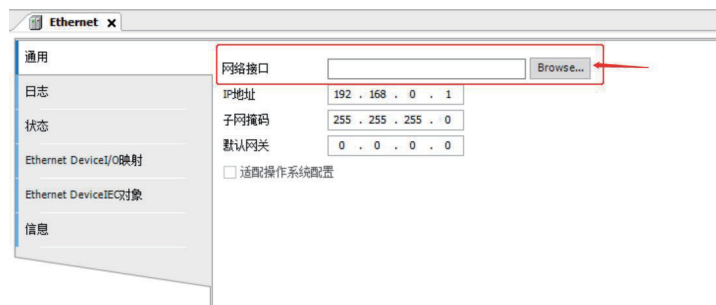 Ethernet
通用
日志
状态
Ethernet DeviceI/O映射
Ethernet DeviceIEC对象
信息
网络接口 Browse...
IP地址 192 . 168 . 0 . 1
子网掩码 255 . 255 . 255 . 0
默认网关 0 . 0 . 0 . 0
适配操作系统配置